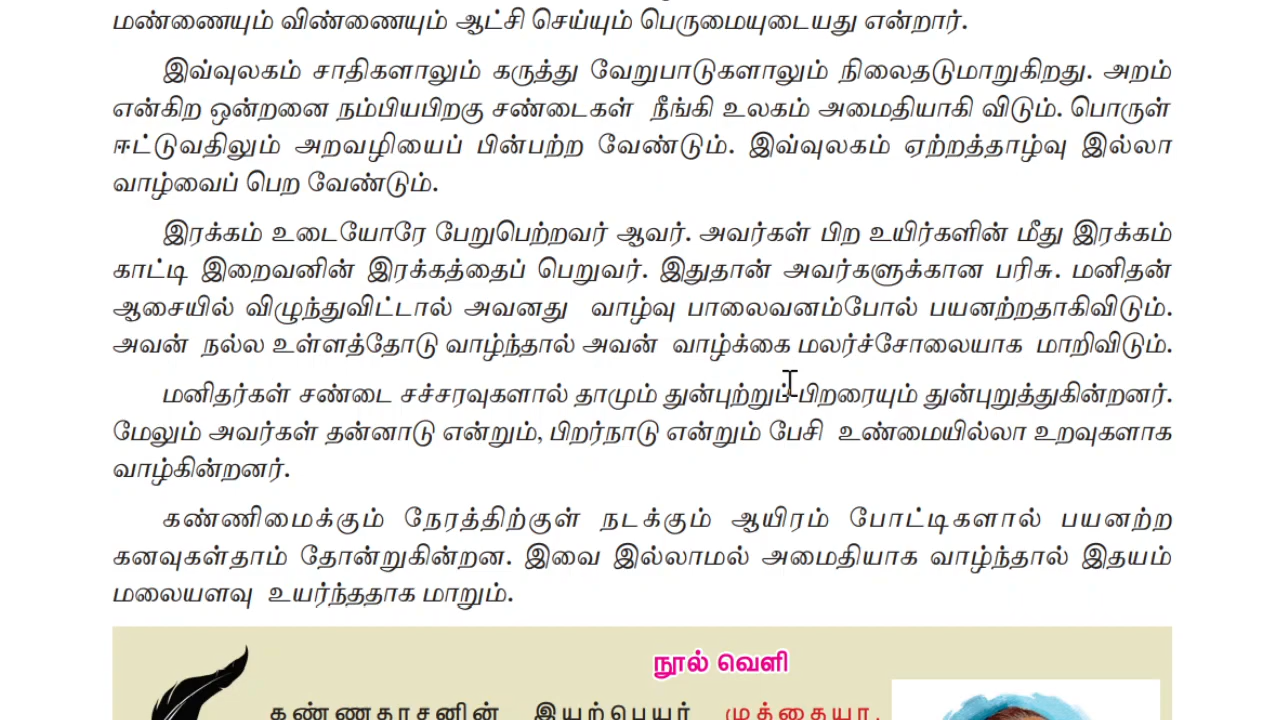 மண்ணையும் விண்ணையும் ஆட்சி செய்யும் பெருமையுடையது என்றார்.
இவ்வுலகம் சாதிகளாலும் கருத்து வேறுபாடுகளாலும் நிலைதடுமாறுகிறது. அறம்
என்கிற ஒன்றனை நம்பியபிறகு சண்டைகள் நீங்கி உலகம் அமைதியாகி விடும். பொருள்
ஈட்டுவதிலும் அறவழியைப் பின்பற்ற வேண்டும். இவ்வுலகம் ஏற்றத்தாழ்வு இல்லா
வாழ்வைப் பெற வேண்டும்.
இரக்கம் உடையோரே பேறுபெற்றவர் ஆவர். அவர்கள் பிற உயிர்களின் மீது இரக்கம்
காட்டி இறைவனின் இரக்கத்தைப் பெறுவர். இதுதான் அவர்களுக்கான பரிசு. மனிதன்
ஆசையில் விழுந்துவிட்டால் அவனது வாழ்வு பாலைவனம்போல் பயனற்றதாகிவிடும்.
அவன் நல்ல உள்ளத்தோடு வாழ்ந்தால் அவன் வாழ்க்கை மலர்ச்சோலையாக மாறிவிடும்.
மனிதர்கள் சண்டை சச்சரவுகளால் தாமும் துன்புற்றுப் பிறரையும் துன்புறுத்துகின்றனர்.
மேலும் அவர்கள் தன்னாடு என்றும், பிறர்நாடு என்றும் பேசி உண்மையில்லா உறவுகளாக
வாழ்கின்றனர்.
கண்ணிமைக்கும் நேரத்திற்குள் நடக்கும் ஆயிரம் போட்டிகளால் பயனற்ற
கனவுகள்தாம் தோன்றுகின்றன. இவை இல்லாமல் அமைதியாக வாழ்ந்தால் இதயம்
மலையளவு உயர்ந்ததாக மாறும்.
நூல் வெளி
கண்ணதாசனின் இயற்பெயர் முத்தையா.